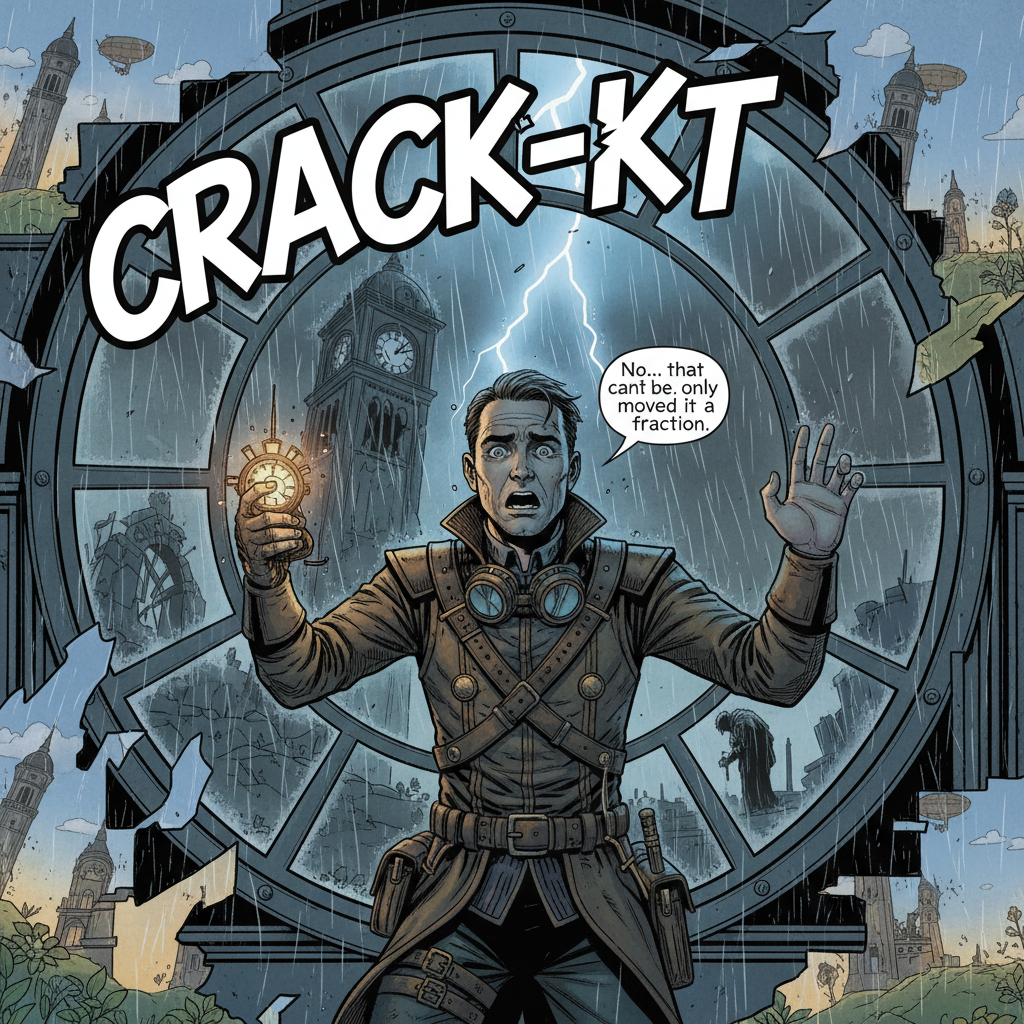 CRACK-KT
No... that
cant be. only
moved it a
fraction.